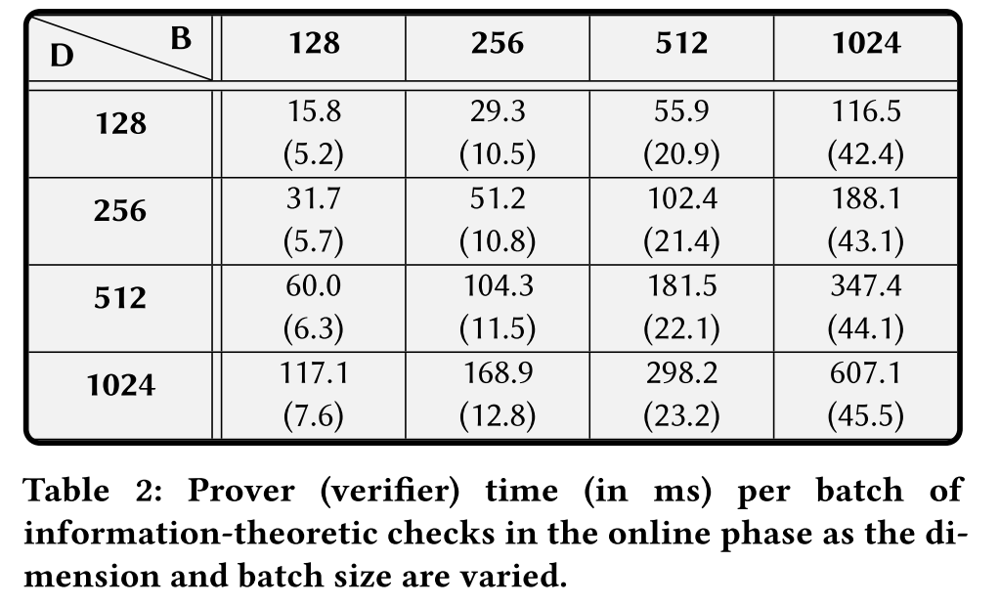 D B 128 256 512 1024
128 15.8 29.3 55.9 116.5
(5.2) (10.5) (20.9) (42.4)
256 31.7 51.2 102.4 188.1
(5.7) (10.8) (21.4) (43.1)
512 60.0 104.3 181.5 347.4
(6.3) (11.5) (22.1) (44.1)
1024 117.1 168.9 298.2 607.1
(7.6) (12.8) (23.2) (45.5)
Table 2: Prover (verifier) time (in ms) per batch of
information-theoretic checks in the online phase as the di-
mension and batch size are varied.